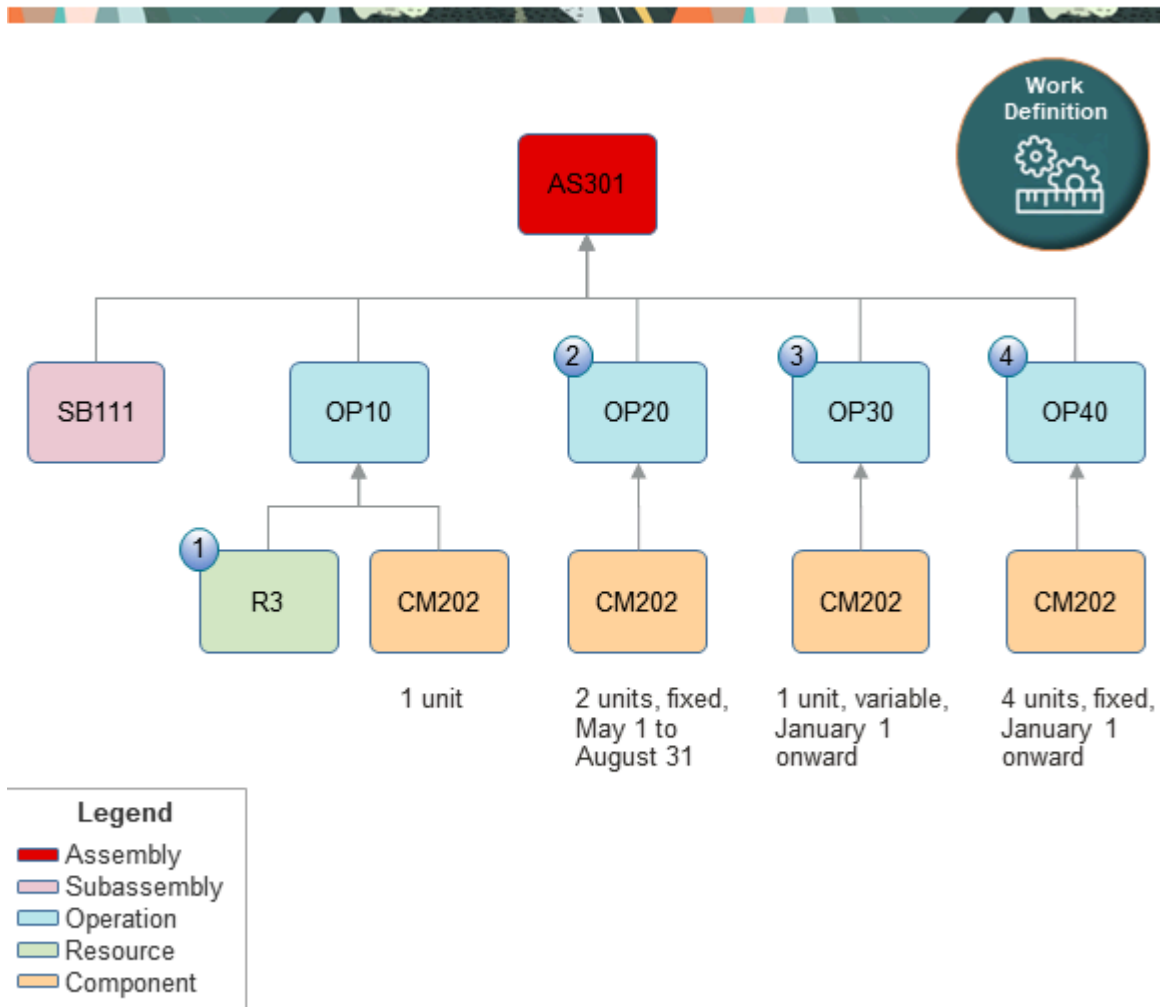 Work
Definition
AS301
2
3
4
SB111
OP10
OP20
OP30
OP40
1
R3
CM202
CM202
CM202
CM202
1 unit
2 units, fixed,
May 1 to
August 31
1 unit, variable,
January 1
onward
4 units, fixed,
January 1
onward
Legend
Assembly
Subassembly
Operation
Resource
Component